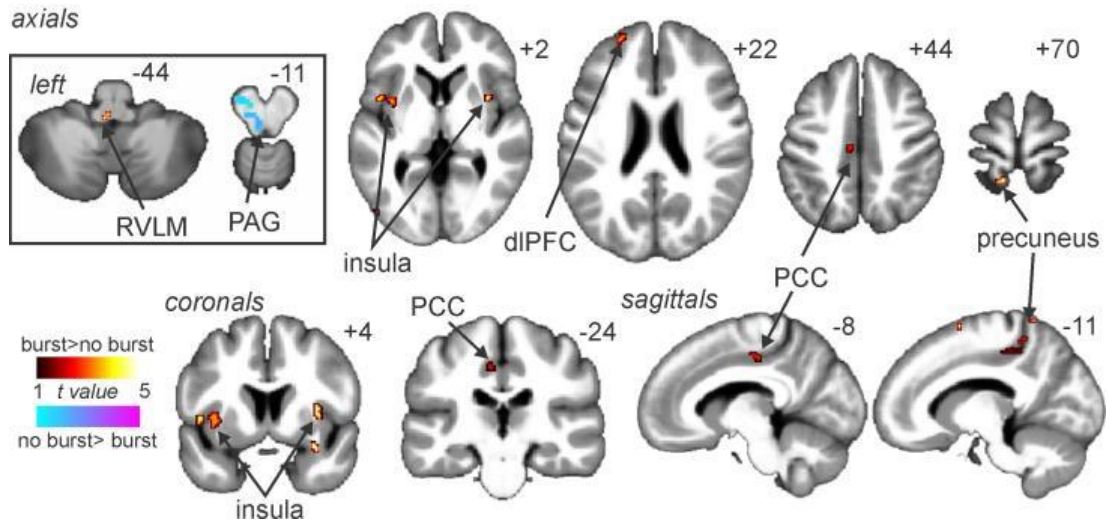 axials
left
-44
-11
+2
+22
+44
+70
RVLM
PAG
insula
dlPFC
precuneus
PCC
coronals
+4
PCC
-24
sagittals
-8
-11
burst>no burst
1 t value 5
no burst> burst
insula